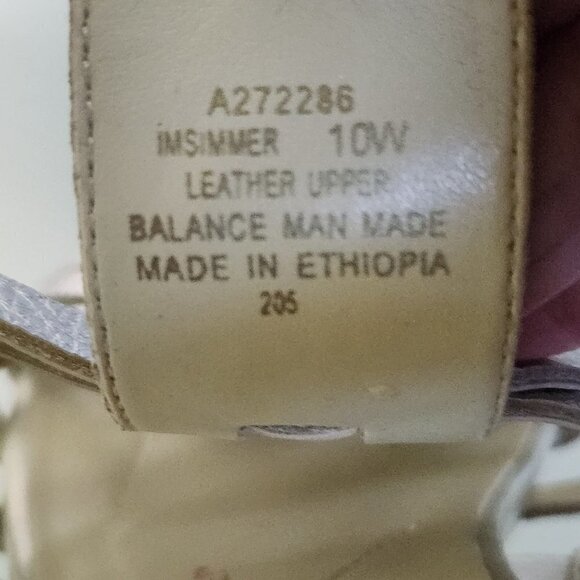 A272286
IMSIMMER 10W
LEATHER UPPER
BALANCE MAN MADE
MADE IN ETHIOPIA
205